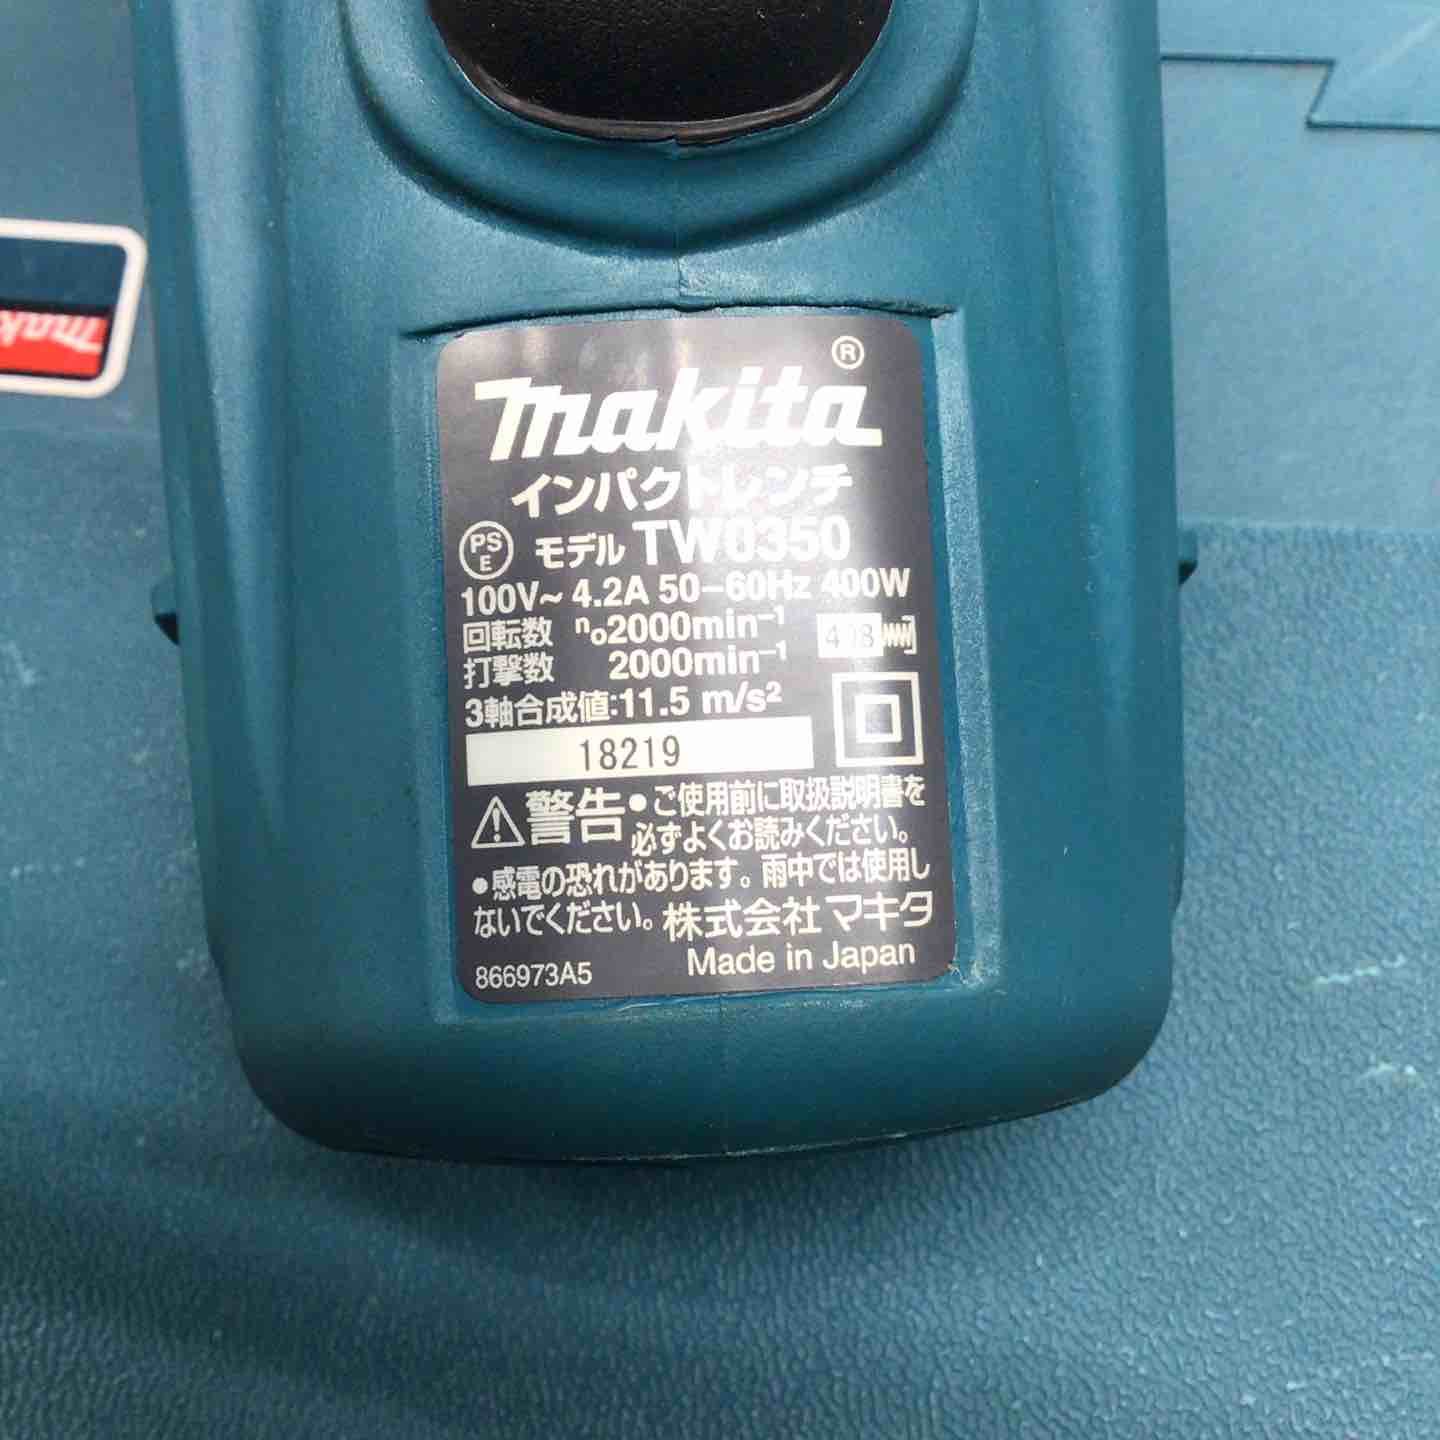 makita®
インパクトレンチ
PSE モデル TW0350
100V~ 4.2A 50-60Hz 400W
回転数 no2000min⁻¹
打撃数 2000min⁻¹
3軸合成値:11.5 m/s²
18219
⚠警告 •ご使用前に取扱説明書を
必ずよくお読みください。
•感電の恐れがあります。雨中では使用し
ないでください。株式会社マキタ
866973A5 Made in Japan